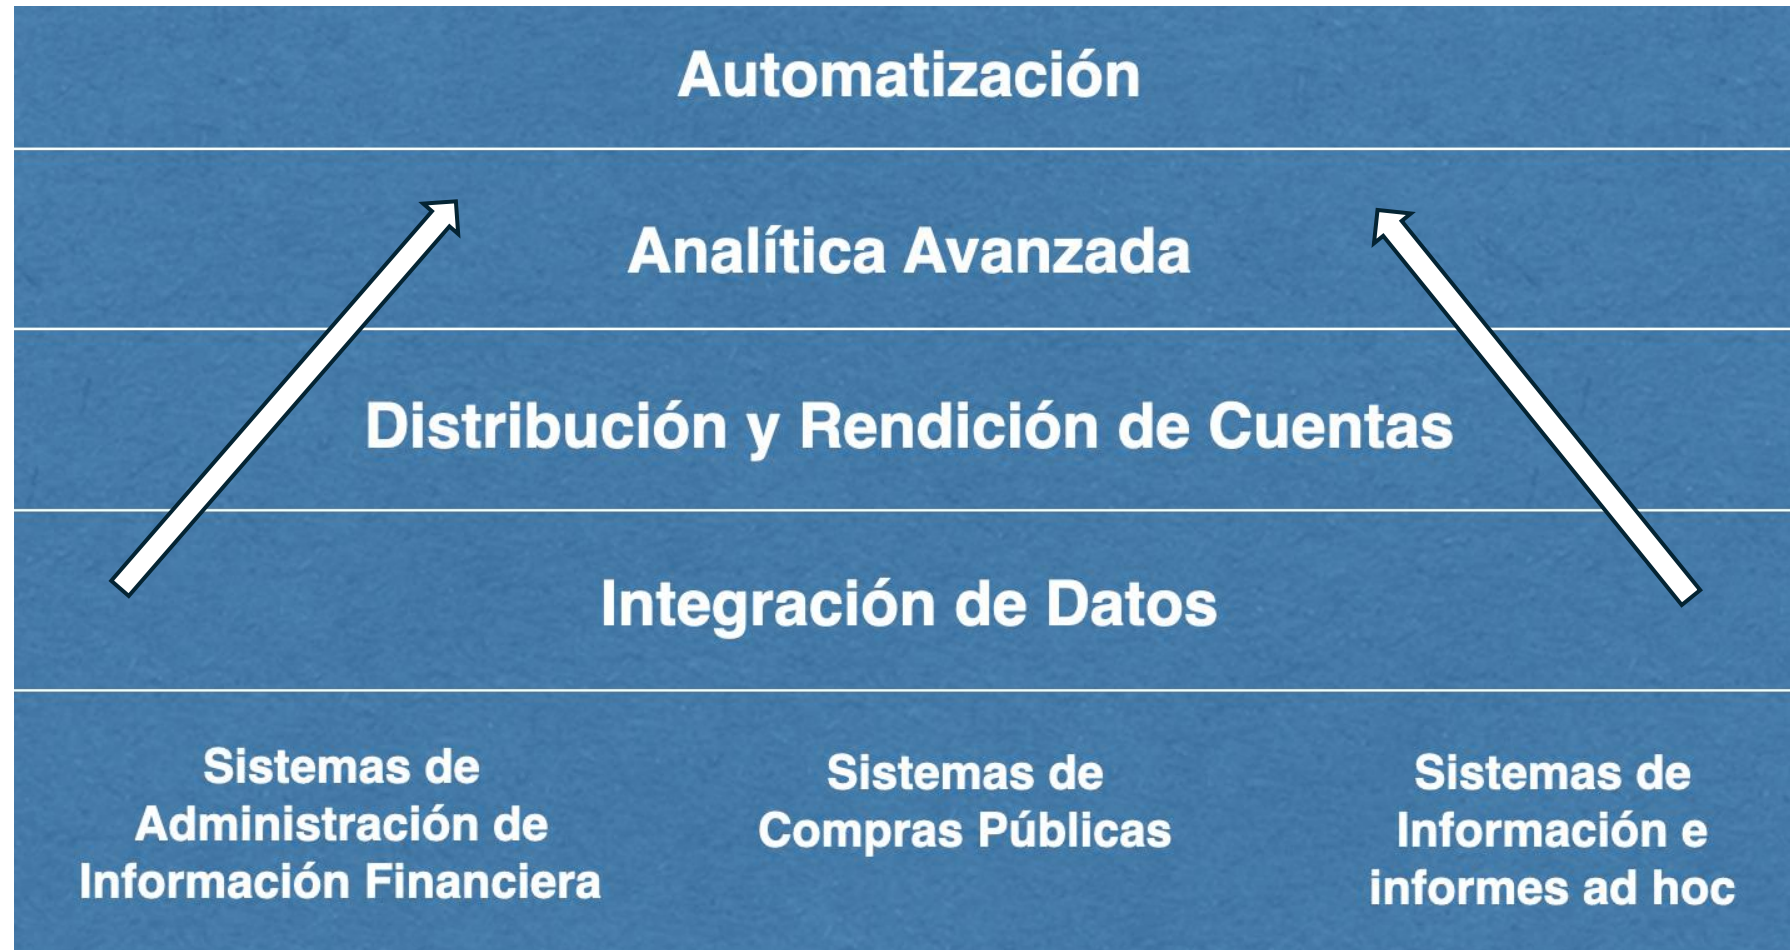 Automatización
Analítica Avanzada
Distribución y Rendición de Cuentas
Integración de Datos
Sistemas de
Administración de
Información Financiera
Sistemas de
Compras Públicas
Sistemas de
Información e
informes ad hoc